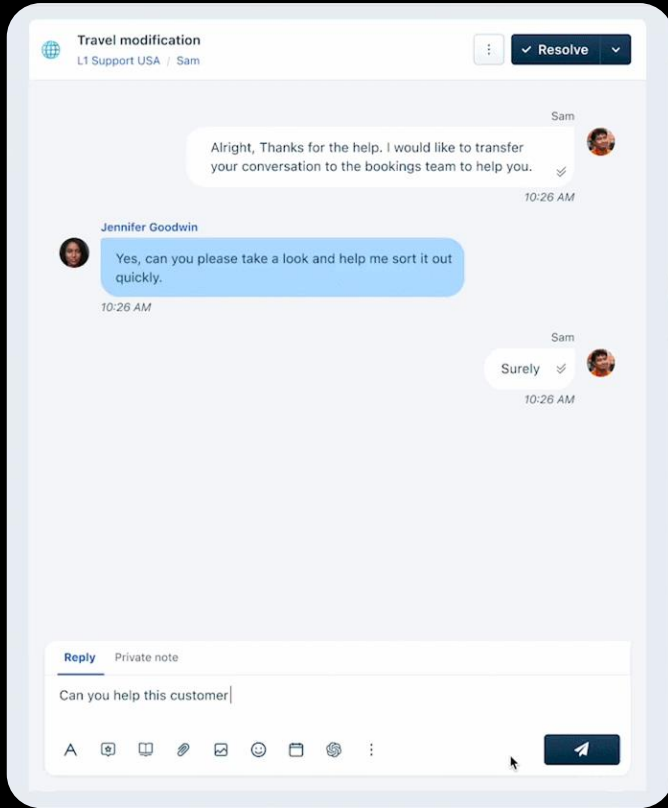 Travel modification
L1 Support USA / Sam
Resolve
Sam
Alright, Thanks for the help. I would like to transfer
your conversation to the bookings team to help you.
10:26 AM
Jennifer Goodwin
Yes, can you please take a look and help me sort it out
quickly.
10:26 AM
Sam
Surely
10:26 AM
Reply Private note
Can you help this customer